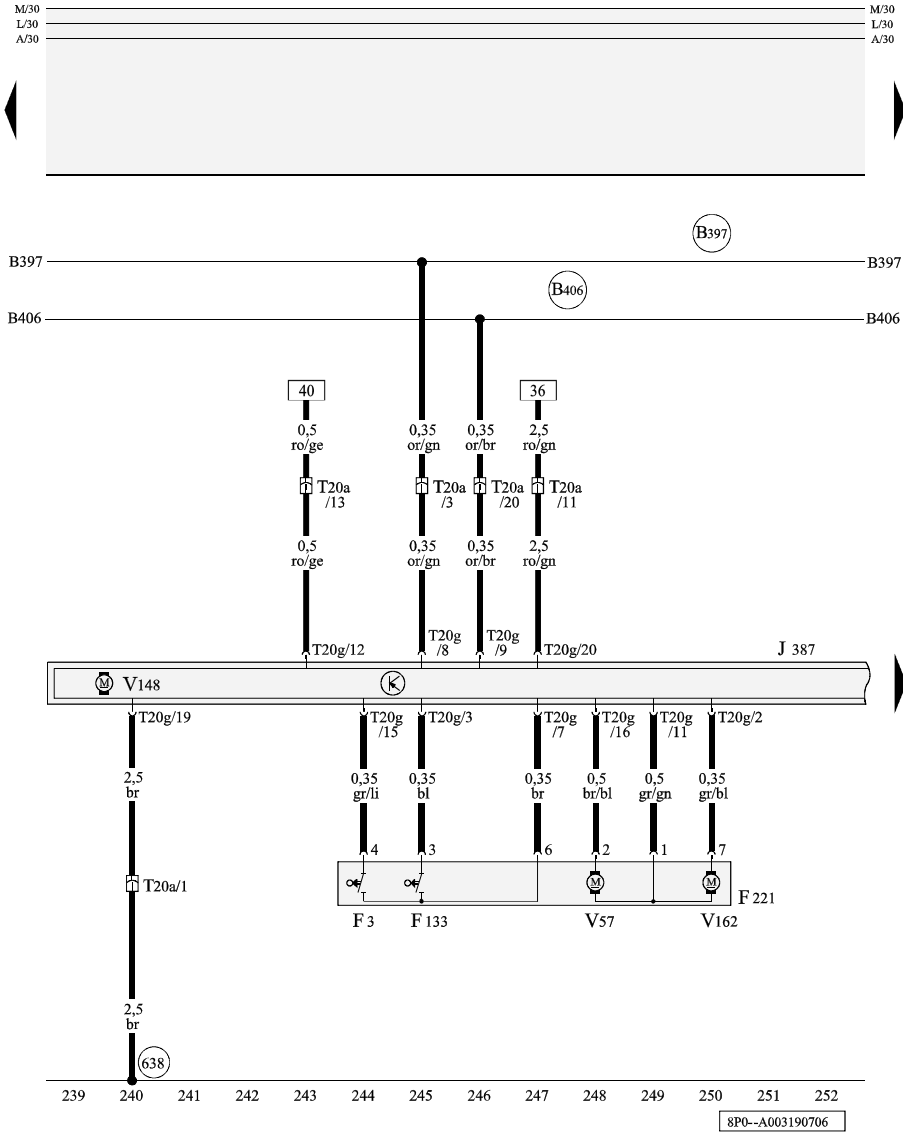 M/30 M/30
L/30 L/30
A/30 A/30
B397
B397 B397
B406
B406 B406
40 36
0,5 0,35 0,35 2,5
ro/ge or/gn or/br ro/gn
T20a T20a T20a T20a
/13 /3 /20 /11
0,5 0,35 0,35 2,5
ro/ge or/gn or/br ro/gn
T20g/12 T20g T20g T20g/20 J 387
/8 /9
M V148
T20g/19 T20g T20g/3 T20g T20g T20g T20g/2
/15 /7 /16 /11
2,5 0,35 0,35 0,35 0,5 0,5 0,35
br gr/li bl br br/bl gr/gn gr/bl
4 3 6 2 1 7
T20a/1 M M F 221
F 3 F 133 V57 V162
2,5
br
638
239 240 241 242 243 244 245 246 247 248 249 250 251 252
8P0--A003190706